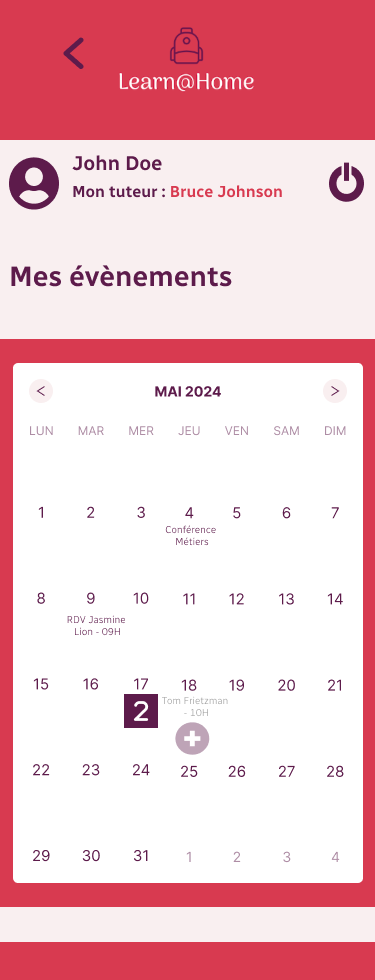 Learn@Home
John Doe
Mon tuteur : Bruce Johnson
Mes évènements
< MAI 2024 >
LUN MAR MER JEU VEN SAM DIM
1 2 3 4 5 6 7
Conférence
Métiers
8 9 10 11 12 13 14
RDV Jasmine
Lion - 09H
15 16 17 18 19 20 21
2
Tom Frietzman
- 10H
22 23 24 25 26 27 28
29 30 31 1 2 3 4